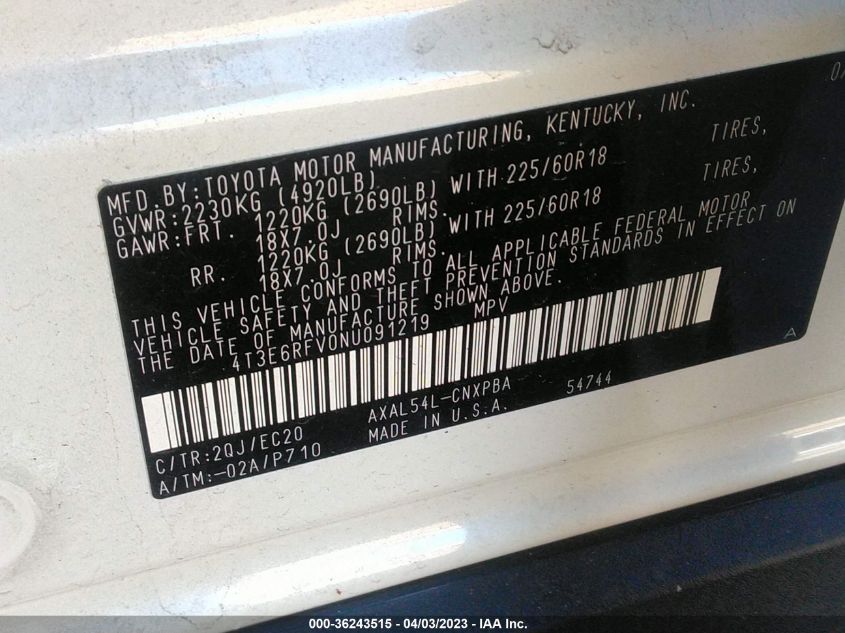 07
MFD.BY:TOYOTA MOTOR MANUFACTURING, KENTUCKY, INC.
GVWR:2230KG (4920LB)
GAWR:FRT. 1220KG (2690LB) WITH 225/60R18 TIRES,
18X7.0J RIMS.
RR. 1220KG (2690LB) WITH 225/60R18 TIRES,
18X7.0J RIMS.
THIS VEHICLE CONFORMS TO ALL APPLICABLE FEDERAL MOTOR
VEHICLE SAFETY AND THEFT PREVENTION STANDARDS IN EFFECT ON
THE DATE OF MANUFACTURE SHOWN ABOVE.
4T3E6RFV0NU091219 MPV
A
AXAL54L-CNXPBA 54744
C/TR:2QJ/EC20 MADE IN U.S.A.
A/TM:-02A/P710
000-36243515 - 04/03/2023 - IAA Inc.